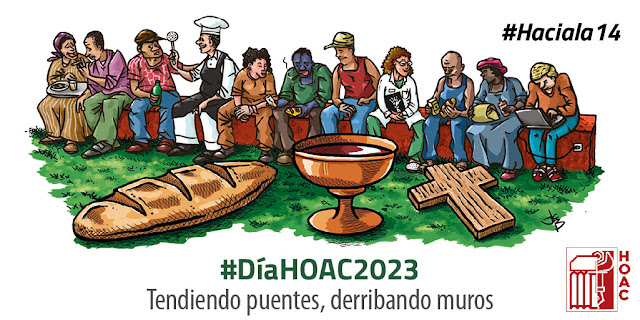 #Haciala14
#DíaHOAC2023
Tendiendo puentes, derribando muros
HOAC